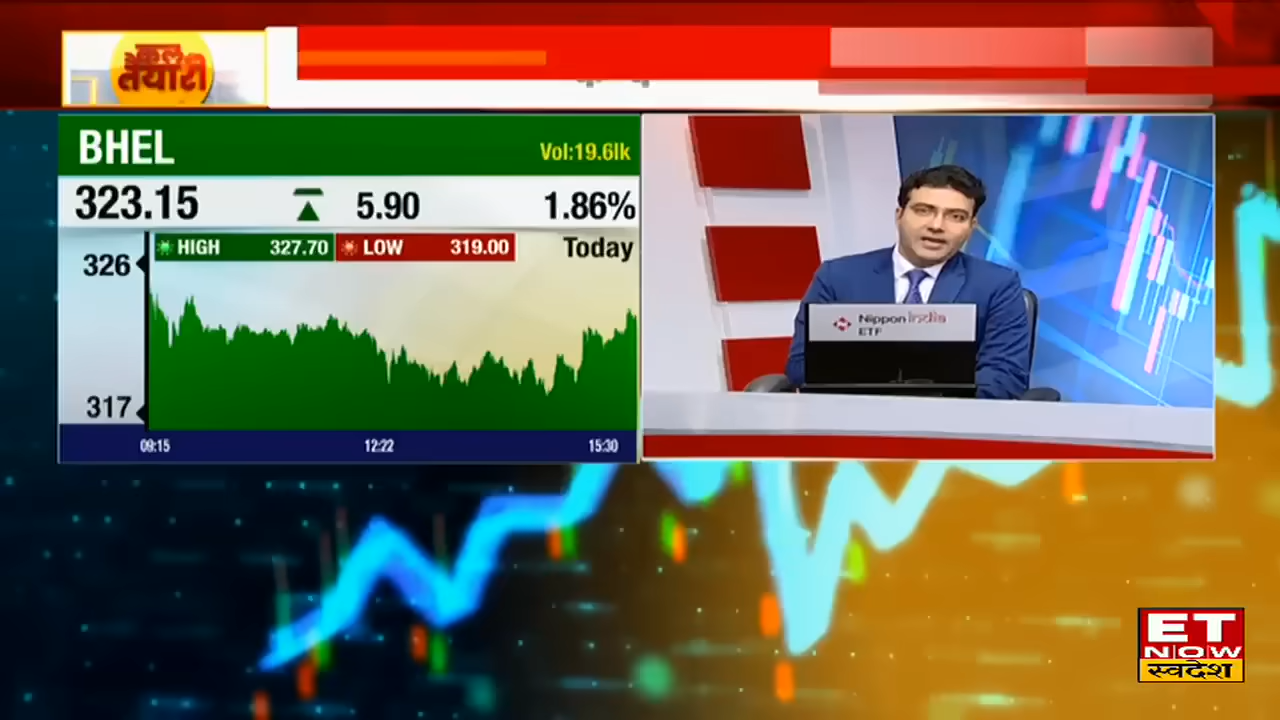 कल
की
तैयारी
BHEL
Vol:19.6lk
323.15 5.90 1.86%
HIGH 327.70 LOW 319.00 Today
326
317
09:15 12:22 15:30
Nippon india
ETF
ET
NOW
स्वदेश